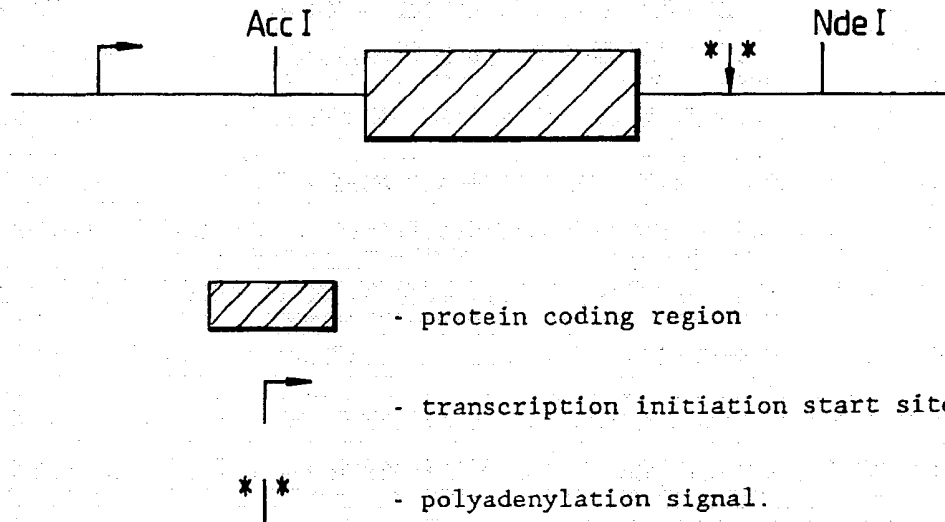 Acc I
Nde I
* *
- protein coding region
- transcription initiation start site
* * - polyadenylation signal.